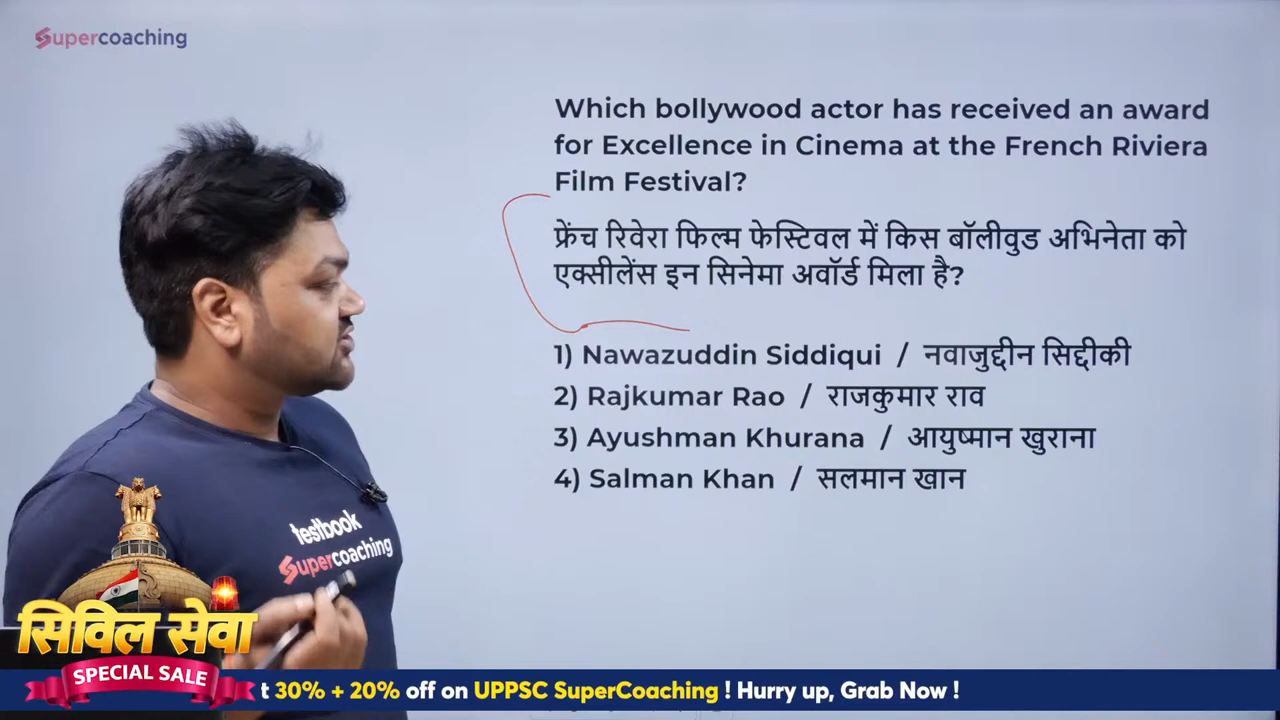 Supercoaching
Which bollywood actor has received an award
for Excellence in Cinema at the French Riviera
Film Festival?
फ्रेंच रिवेरा फिल्म फेस्टिवल में किस बॉलीवुड अभिनेता को
एक्सीलेंस इन सिनेमा अवॉर्ड मिला है?
1) Nawazuddin Siddiqui / नवाजुद्दीन सिद्दीकी
2) Rajkumar Rao / राजकुमार राव
3) Ayushman Khurana / आयुष्मान खुराना
4) Salman Khan / सलमान खान
testbook
Supercoaching
सिविल सेवा
SPECIAL SALE
t 30% + 20% off on UPPSC SuperCoaching ! Hurry up, Grab Now !